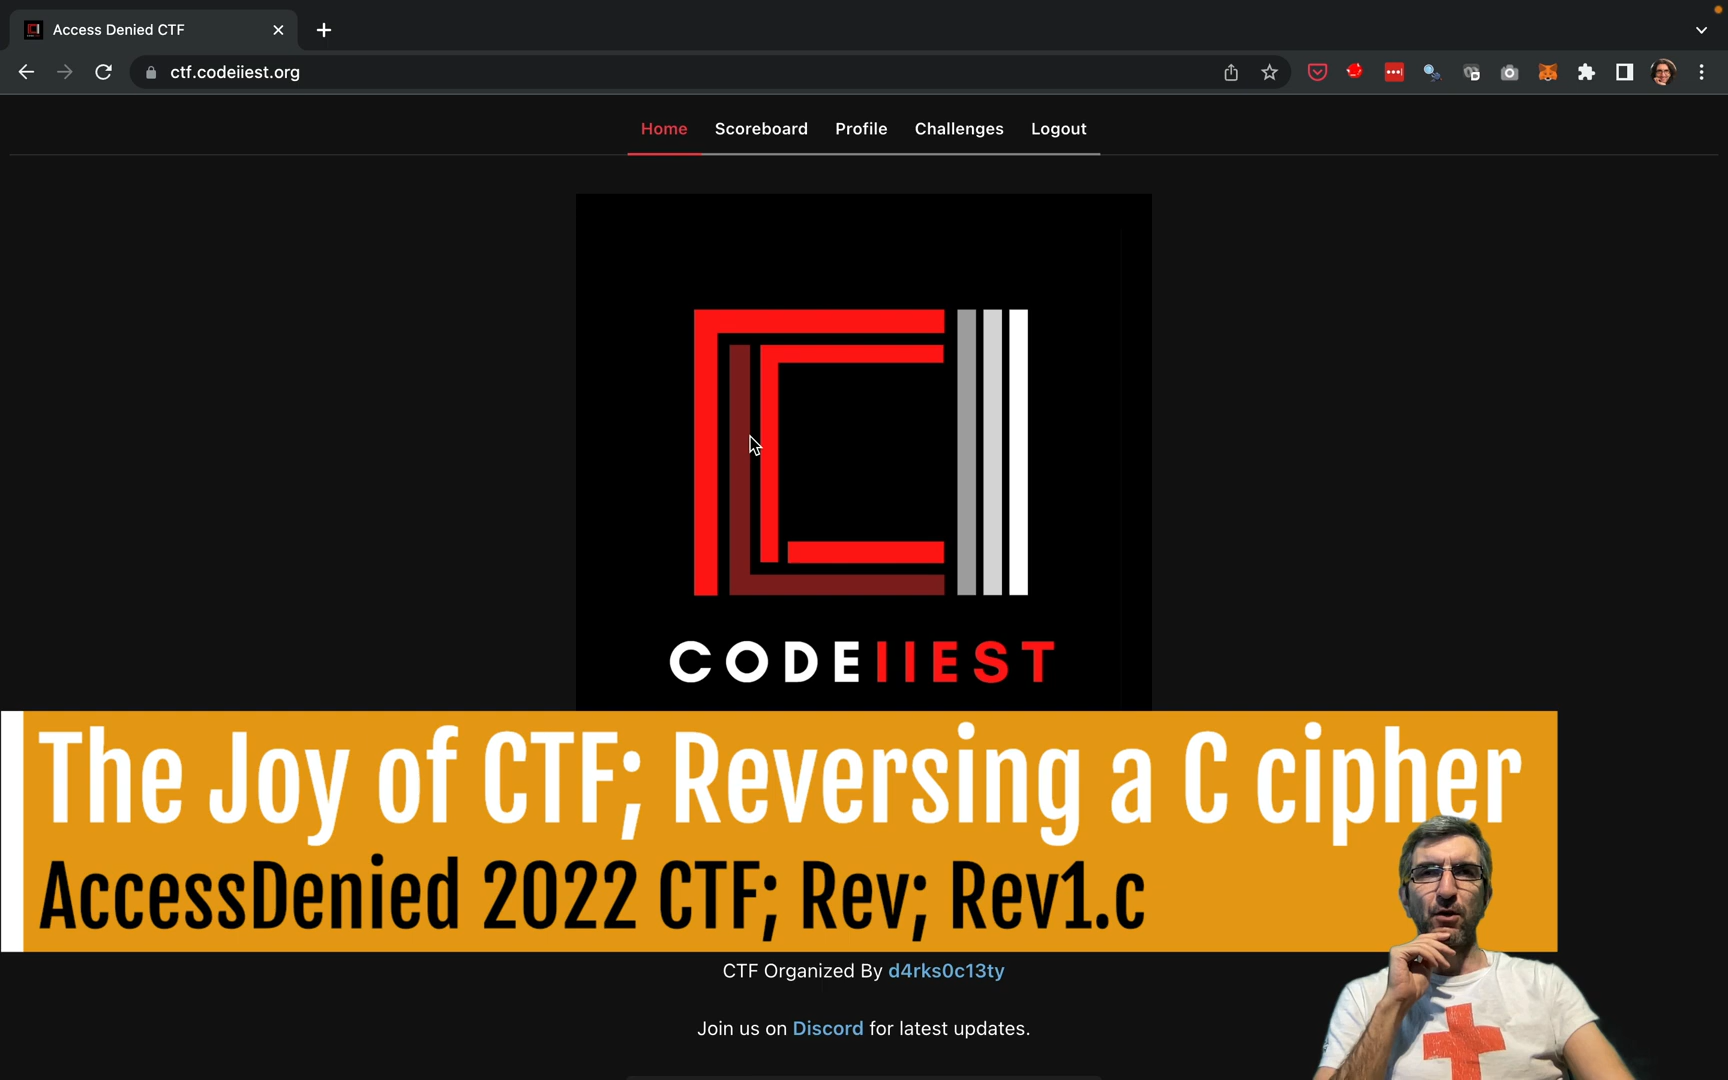 Access Denied CTF
ctf.codeiiest.org
Home Scoreboard Profile Challenges Logout
CODEIIEST
The Joy of CTF; Reversing a C cipher
AccessDenied 2022 CTF; Rev; Rev1.c
CTF Organized By d4rks0c13ty
Join us on Discord for latest updates.